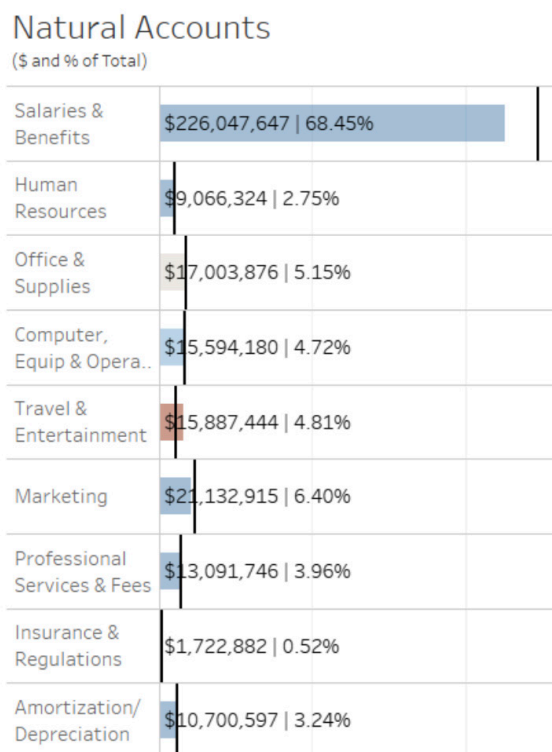 Natural Accounts
($ and % of Total)
Salaries &
Benefits
$226,047,647 | 68.45%
Human
Resources
$9,066,324 | 2.75%
Office &
Supplies
$17,003,876 | 5.15%
Computer,
Equip & Opera..
$15,594,180 | 4.72%
Travel &
Entertainment
$15,887,444 | 4.81%
Marketing
$21,132,915 | 6.40%
Professional
Services & Fees
$13,091,746 | 3.96%
Insurance &
Regulations
$1,722,882 | 0.52%
Amortization/
Depreciation
$10,700,597 | 3.24%